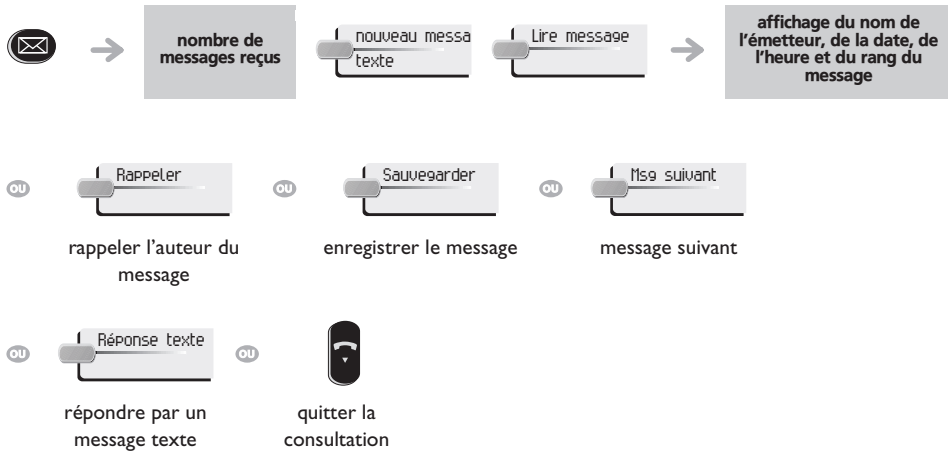 nombre de
messages reçus
nouveau messa
texte
Lire message
affichage du nom de
l'émetteur, de la date, de
l'heure et du rang du
message
OU
Rappeler
rappeler l'auteur du
message
OU
Sauvegarder
enregistrer le message
OU
Msg suivant
message suivant
OU
Réponse texte
répondre par un
message texte
OU
quitter la
consultation